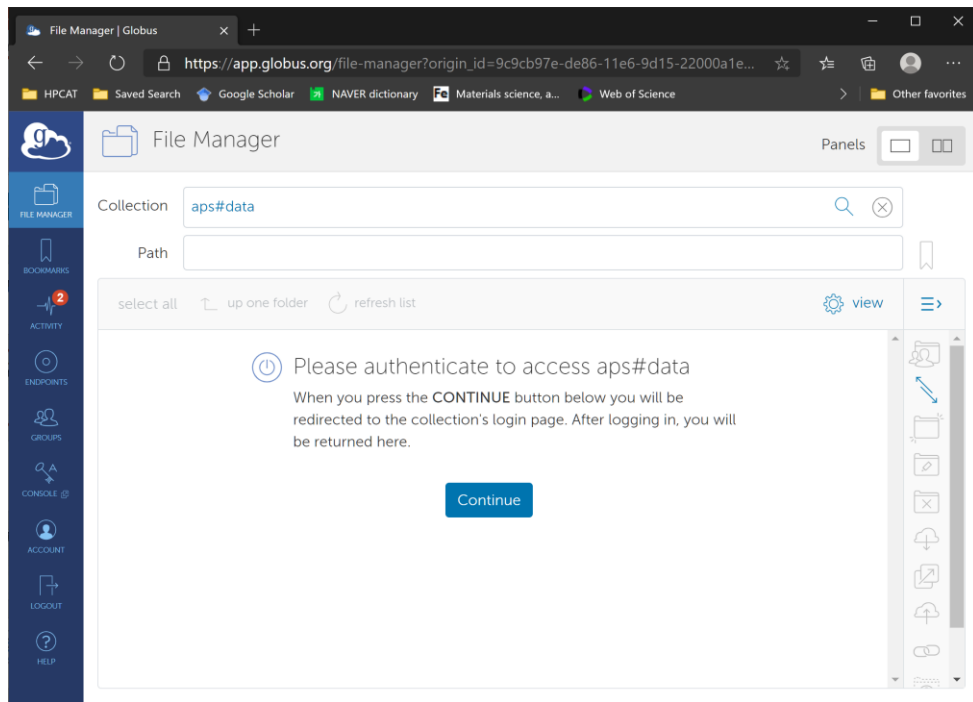 File Manager | Globus
https://app.globus.org/file-manager?origin_id=9c9cb97e-de86-11e6-9d15-22000a1e...
HPCAT Saved Search Google Scholar NAVER dictionary Fe Materials science, a... Web of Science Other favorites
g File Manager Panels
FILE MANAGER
Collection aps#data
Path
BOOKMARKS
select all up one folder refresh list view
2
ACTIVITY
Please authenticate to access aps#data
ENDPOINTS
When you press the CONTINUE button below you will be
redirected to the collection's login page. After logging in, you will
be returned here.
GROUPS
Continue
CONSOLE
ACCOUNT
LOGOUT
HELP